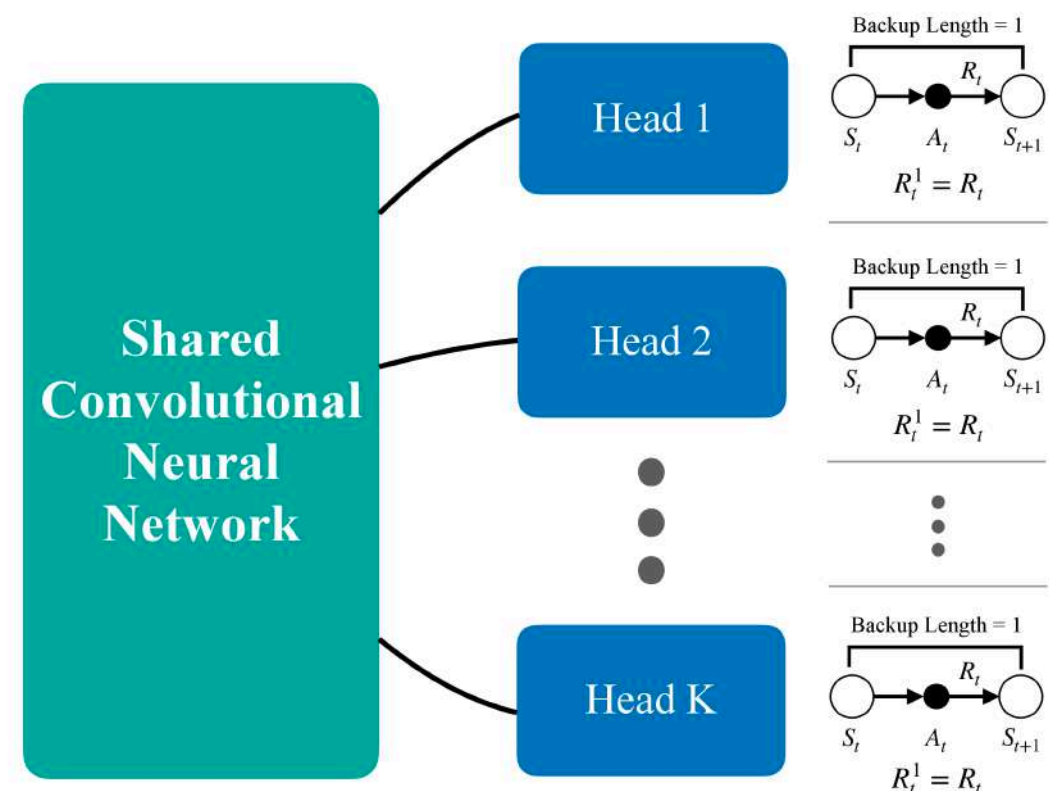 Shared
Convolutional
Neural
Network
Head 1
Backup Length = 1
R_t
S_t A_t S_{t+1}
R_t^1 = R_t
Head 2
Backup Length = 1
R_t
S_t A_t S_{t+1}
R_t^1 = R_t
Head K
Backup Length = 1
R_t
S_t A_t S_{t+1}
R_t^1 = R_t